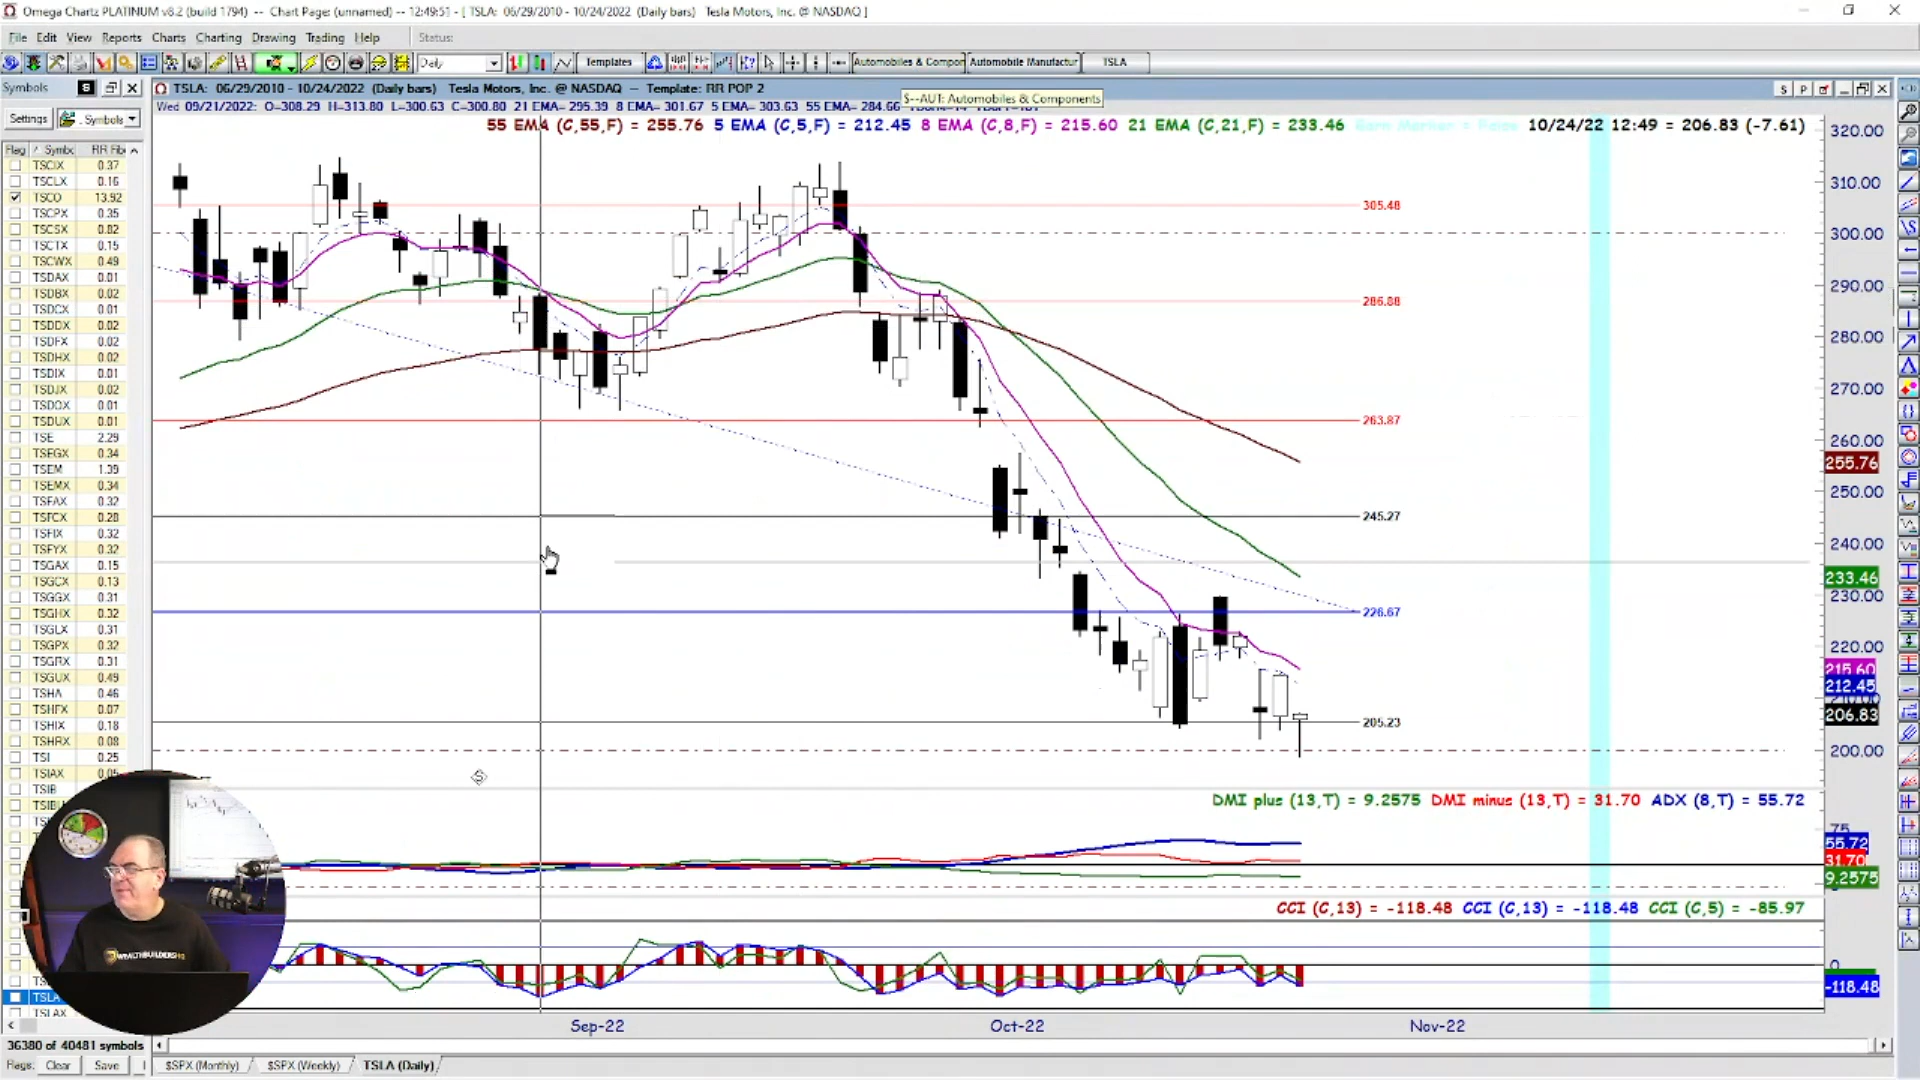 Omega Chartz PLATINUM v8.2 (build 1794) -- Chart Page: (unnamed) -- 12:49:51 - [ TSLA: 06/29/2010 - 10/24/2022 (Daily bars) Tesla Motors, Inc. @ NASDAQ ]
File Edit View Reports Charts Charting Drawing Trading Help Status:
Daily Templates Automobiles & Compor Automobile Manufactur TSLA
Symbols S TSLA: 06/29/2010 - 10/24/2022 (Daily bars) Tesla Motors, Inc. @ NASDAQ -- Template: RR POP 2 S P
S--AUT: Automobiles & Components
Wed 09/21/2022: O=308.29 H=313.80 L=300.63 C=300.80 21 EMA= 295.39 8 EMA= 301.67 5 EMA= 303.63 55 EMA= 284.66
Settings Symbols
55 EMA (C,55,F) = 255.76 5 EMA (C,5,F) = 212.45 8 EMA (C,8,F) = 215.60 21 EMA (C,21,F) = 233.46 10/24/22 12:49 = 206.83 (-7.61)
Flag Symbc RR Fib
TSCIX 0.37
TSCLX 0.16
TSCO 13.92
TSCPX 0.35
TSCSX 0.82
TSCTX 0.15
TSCWX 0.49
TSDAX 0.01
TSDBX 0.02
TSDCX 0.01
TSDDX 0.02
TSDFX 0.02
TSDHX 0.02
TSDIX 0.01
TSDJX 0.02
TSDOX 0.01
TSDUX 0.01
TSE 2.29
TSEGX 0.34
TSEM 1.39
TSEMX 0.34
TSFAX 0.32
TSFCX 0.28
TSFIX 0.32
TSFYX 0.32
TSGAX 0.15
TSGCX 0.13
TSGGX 0.31
TSGHX 0.32
TSGLX 0.31
TSGPX 0.32
TSGRX 0.31
TSGUX 0.49
TSHA 0.46
TSHFX 0.07
TSHIX 0.18
TSHRX 0.08
TSI 0.25
TSIAX 0.05
TSIB
TSLAX
305.48
286.88
263.87
245.27
226.67
205.23
320.00
310.00
300.00
290.00
280.00
270.00
260.00
255.76
250.00
240.00
233.46
230.00
220.00
215.60
212.45
206.83
200.00
DMI plus (13,T) = 9.2575 DMI minus (13,T) = 31.70 ADX (8,T) = 55.72
75
55.72
31.70
9.2575
CCI (C,13) = -118.48 CCI (C,13) = -118.48 CCI (C,5) = -85.97
0
-118.48
WEALTHBUILDERSHQ
Sep-22 Oct-22 Nov-22
36380 of 40481 symbols
Flags: Clear Save $SPX (Monthly) $SPX (Weekly) TSLA (Daily)